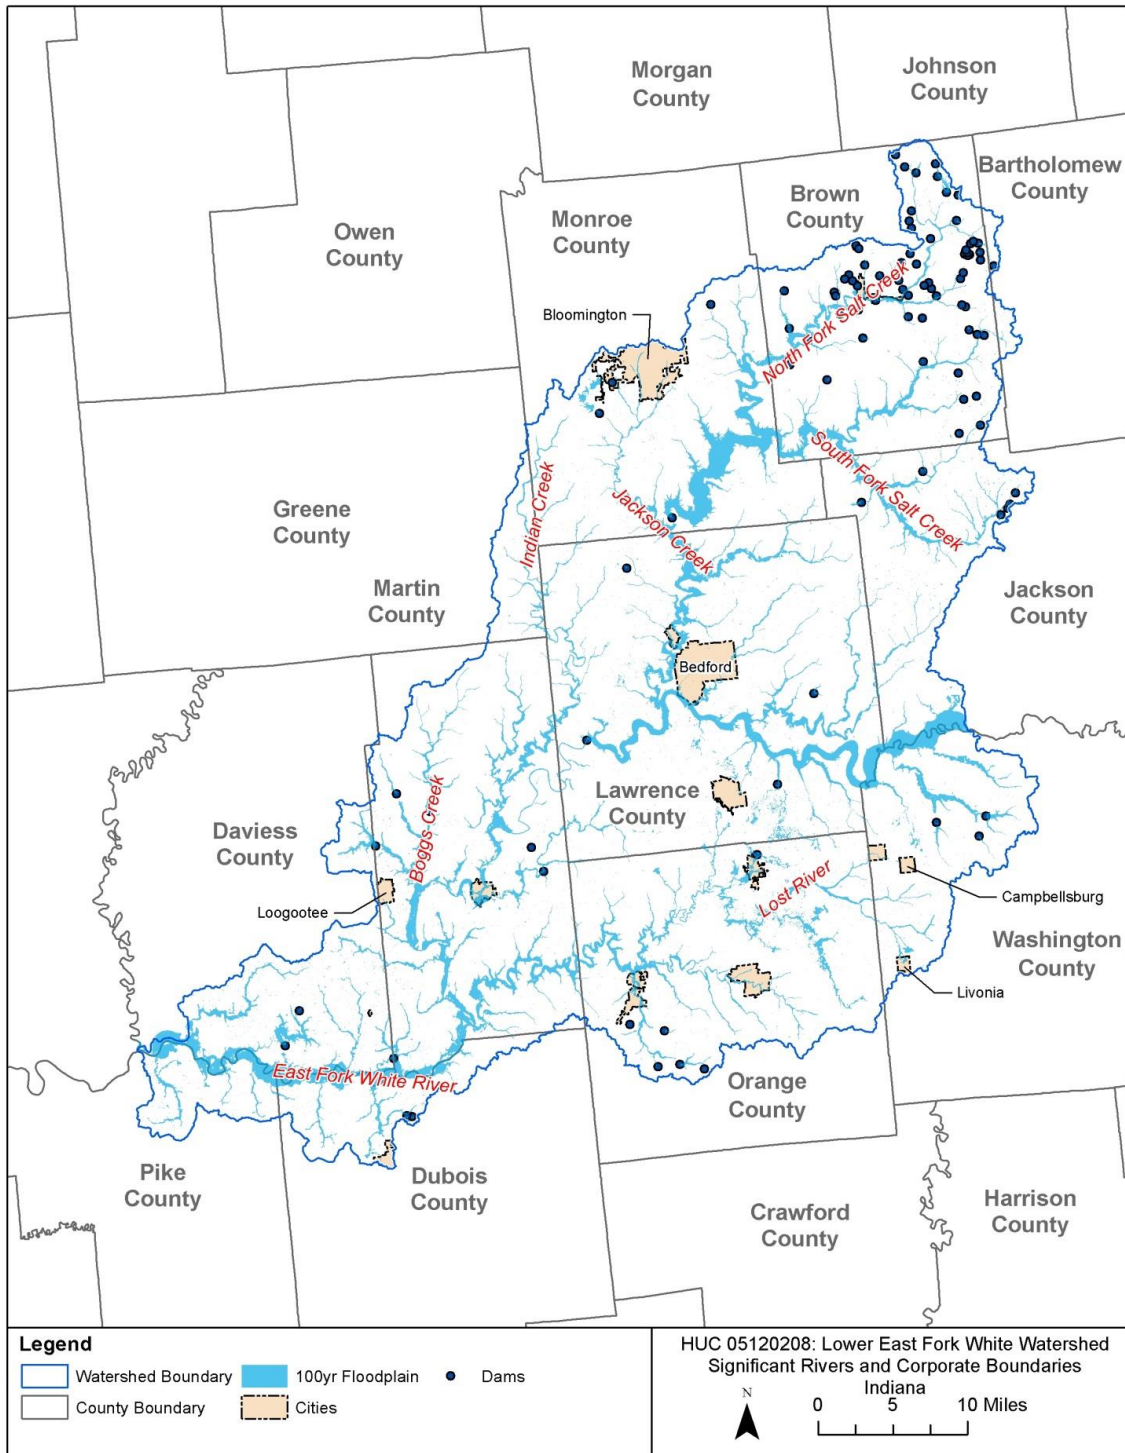 Morgan
County
Johnson
County
Bartholomew
County
Brown
County
Monroe
County
Owen
County
Bloomington
North Fork Salt Creek
South Fork Salt Creek
Indian Creek
Jackson Creek
Greene
County
Martin
County
Jackson
County
Bedford
Lawrence
County
Daviess
County
Boggs Creek
Loogootee
Lost River
Campbellsburg
Washington
County
Livonia
East Fork White River
Orange
County
Pike
County
Dubois
County
Crawford
County
Harrison
County
Legend
Watershed Boundary
100yr Floodplain
Dams
County Boundary
Cities
HUC 05120208: Lower East Fork White Watershed
Significant Rivers and Corporate Boundaries
Indiana
N
0 5 10 Miles